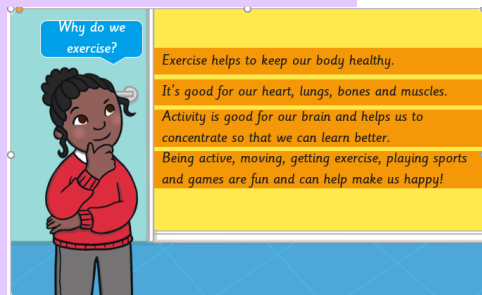 Why do we
exercise?
Exercise helps to keep our body healthy.
It's good for our heart, lungs, bones and muscles.
Activity is good for our brain and helps us to
concentrate so that we can learn better.
Being active, moving, getting exercise, playing sports
and games are fun and can help make us happy!